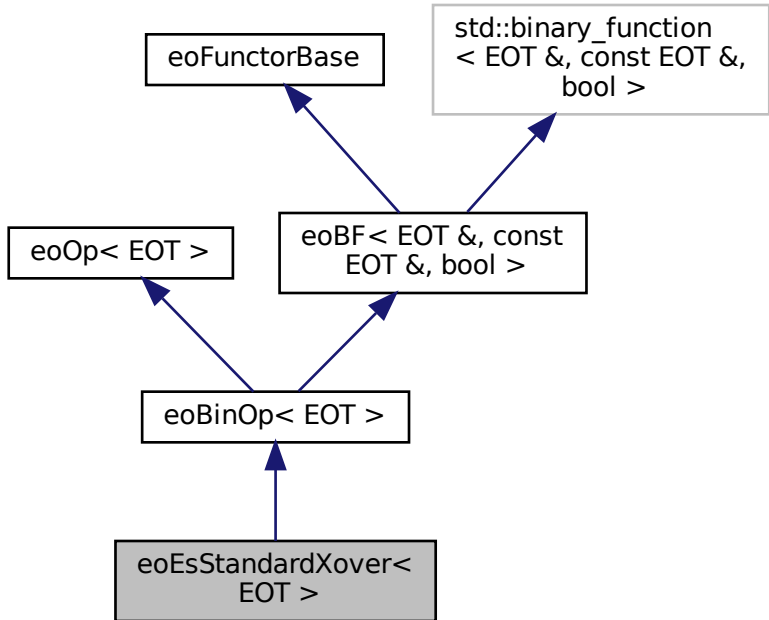 std::binary_function
< EOT &, const EOT &,
bool >
eoFunctorBase
eoBF< EOT &, const
EOT &, bool >
eoOp< EOT >
eoBinOp< EOT >
eoEsStandardXover<
EOT >